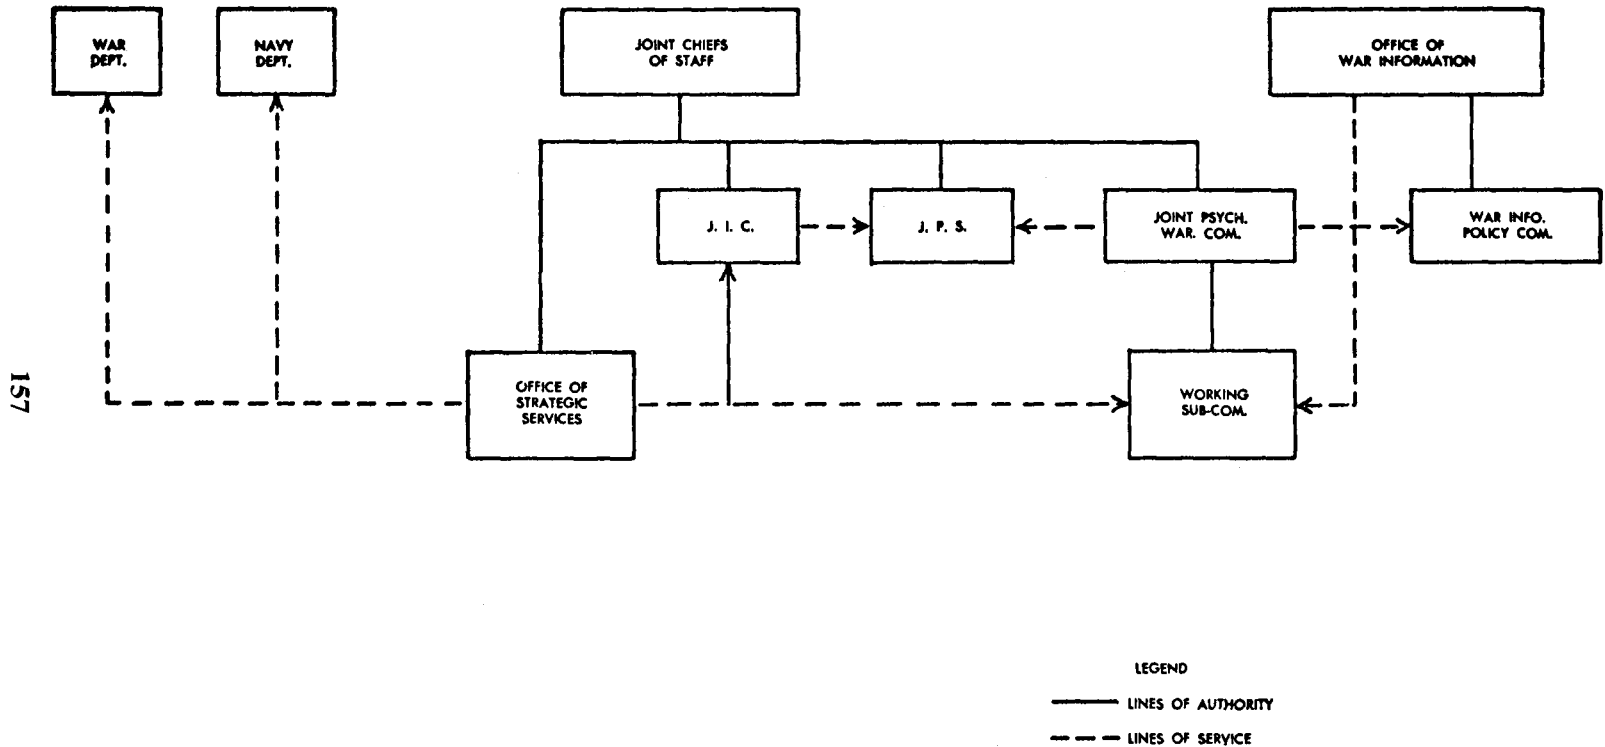 WAR
DEPT.
NAVY
DEPT.
JOINT CHIEFS
OF STAFF
OFFICE OF
WAR INFORMATION
J. I. C.
J. P. S.
JOINT PSYCH.
WAR. COM.
WAR INFO.
POLICY COM.
OFFICE OF
STRATEGIC
SERVICES
WORKING
SUB-COM.
157
LEGEND
LINES OF AUTHORITY
LINES OF SERVICE